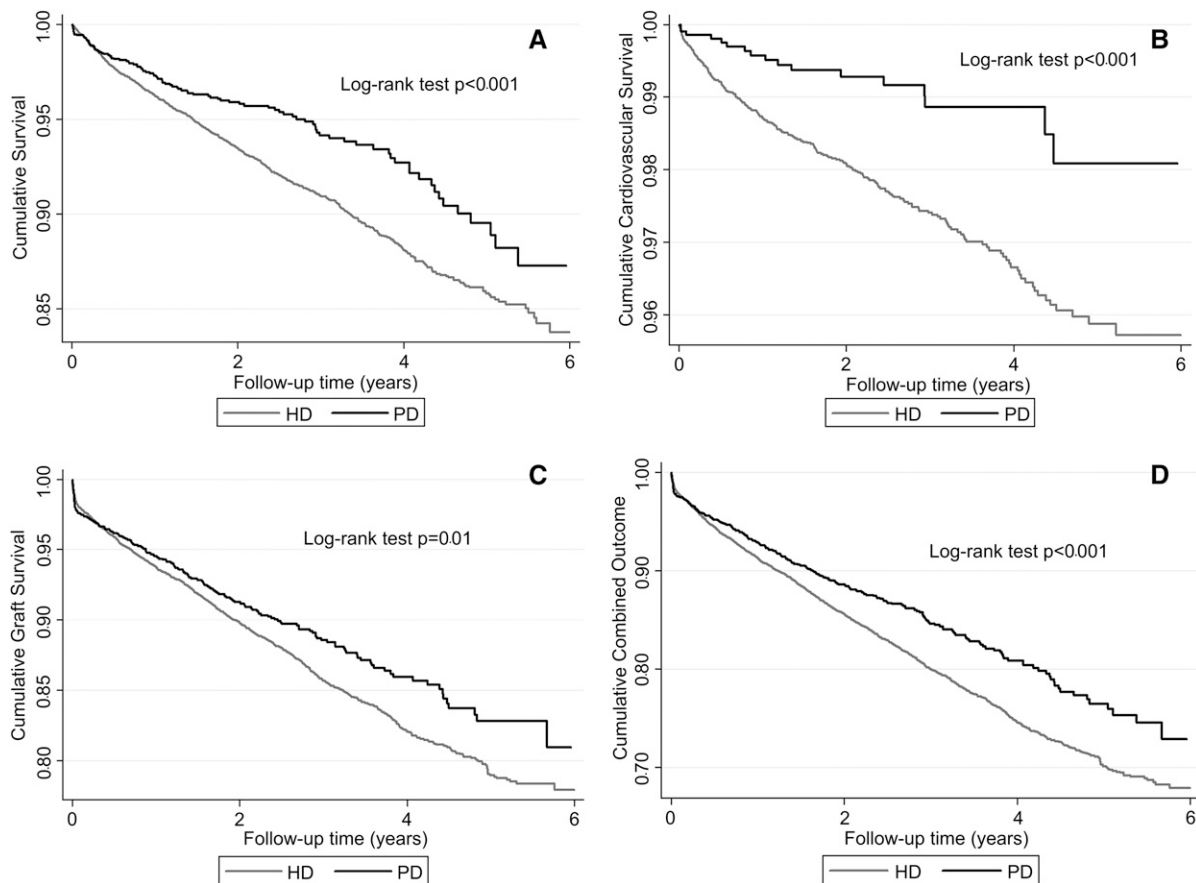 A
Log-rank test p<0.001
Cumulative Survival
1.00
0.95
0.90
0.85
0 2 4 6
Follow-up time (years)
HD PD
B
Log-rank test p<0.001
Cumulative Cardiovascular Survival
1.00
0.99
0.98
0.97
0.96
0 2 4 6
Follow-up time (years)
HD PD
C
Log-rank test p=0.01
Cumulative Graft Survival
1.00
0.95
0.90
0.85
0.80
0 2 4 6
Follow-up time (years)
HD PD
D
Log-rank test p<0.001
Cumulative Combined Outcome
1.00
0.90
0.80
0.70
0 2 4 6
Follow-up time (years)
HD PD